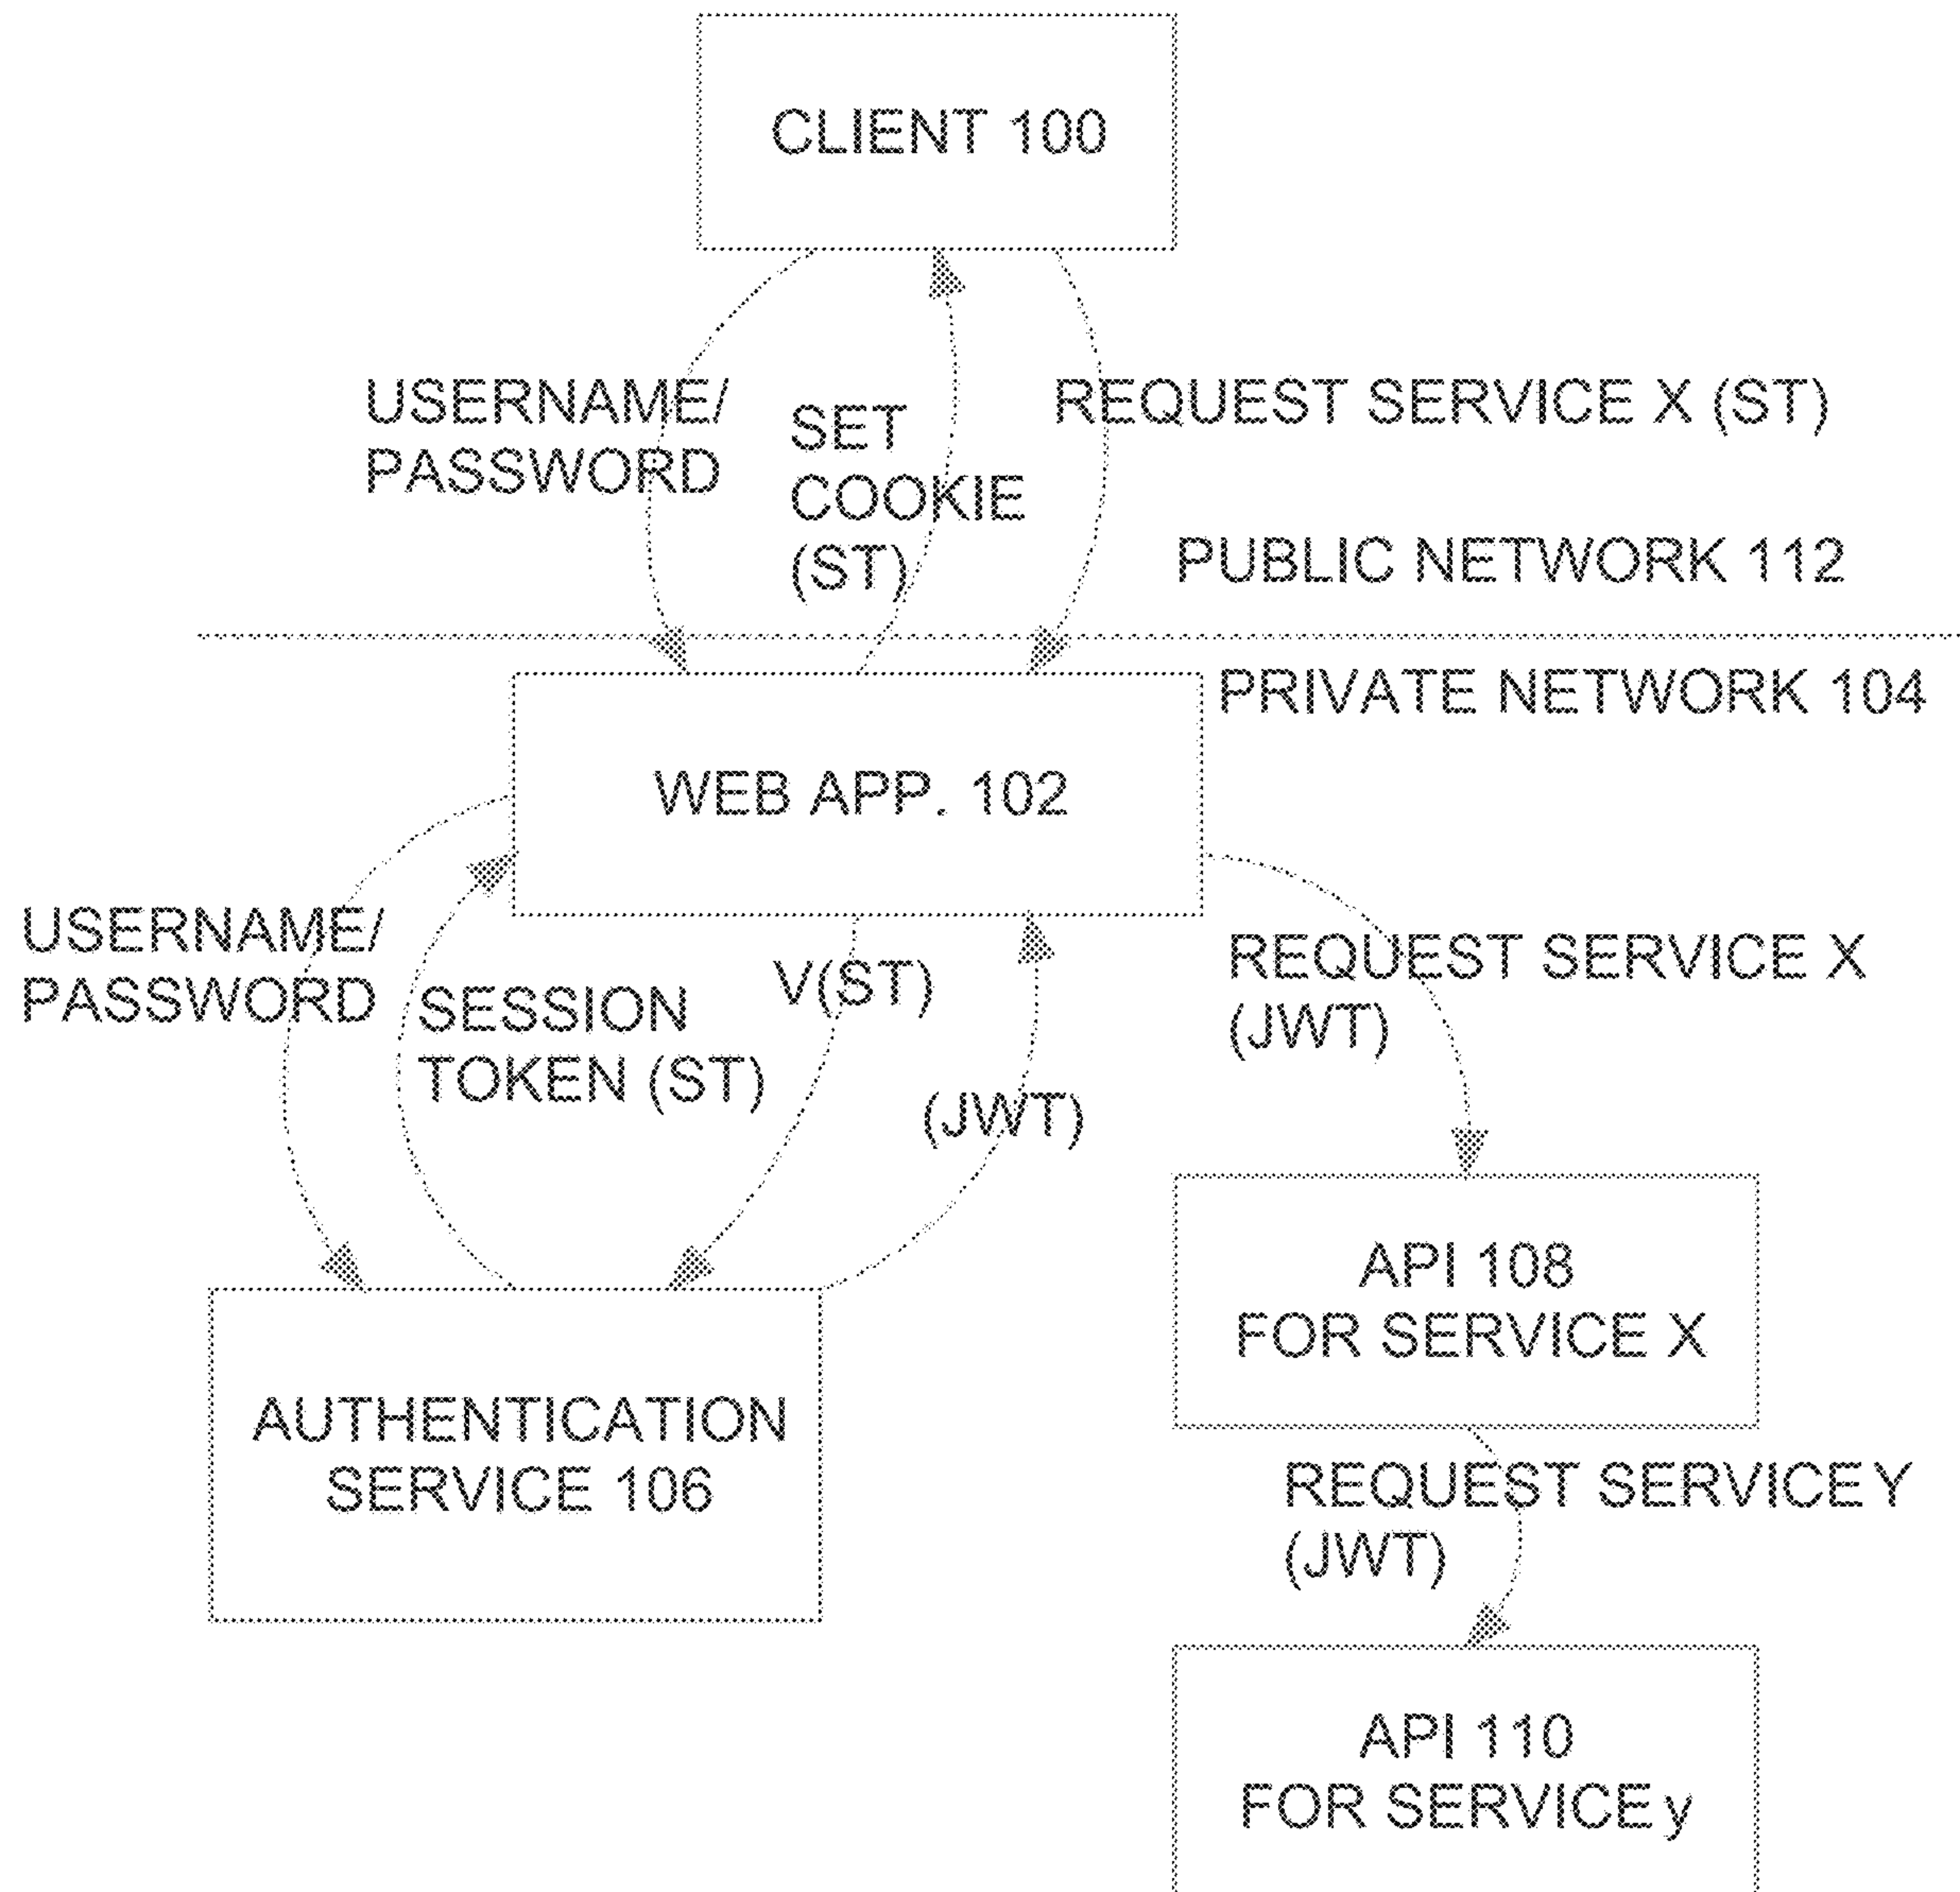 CLIENT 100
USERNAME/
PASSWORD
SET
COOKIE
(ST)
REQUEST SERVICE X (ST)
PUBLIC NETWORK 112
PRIVATE NETWORK 104
WEB APP. 102
USERNAME/
PASSWORD
SESSION
TOKEN (ST)
V(ST)
(JWT)
REQUEST SERVICE X
(JWT)
API 108
FOR SERVICE X
AUTHENTICATION
SERVICE 106
REQUEST SERVICE Y
(JWT)
API 110
FOR SERVICE y